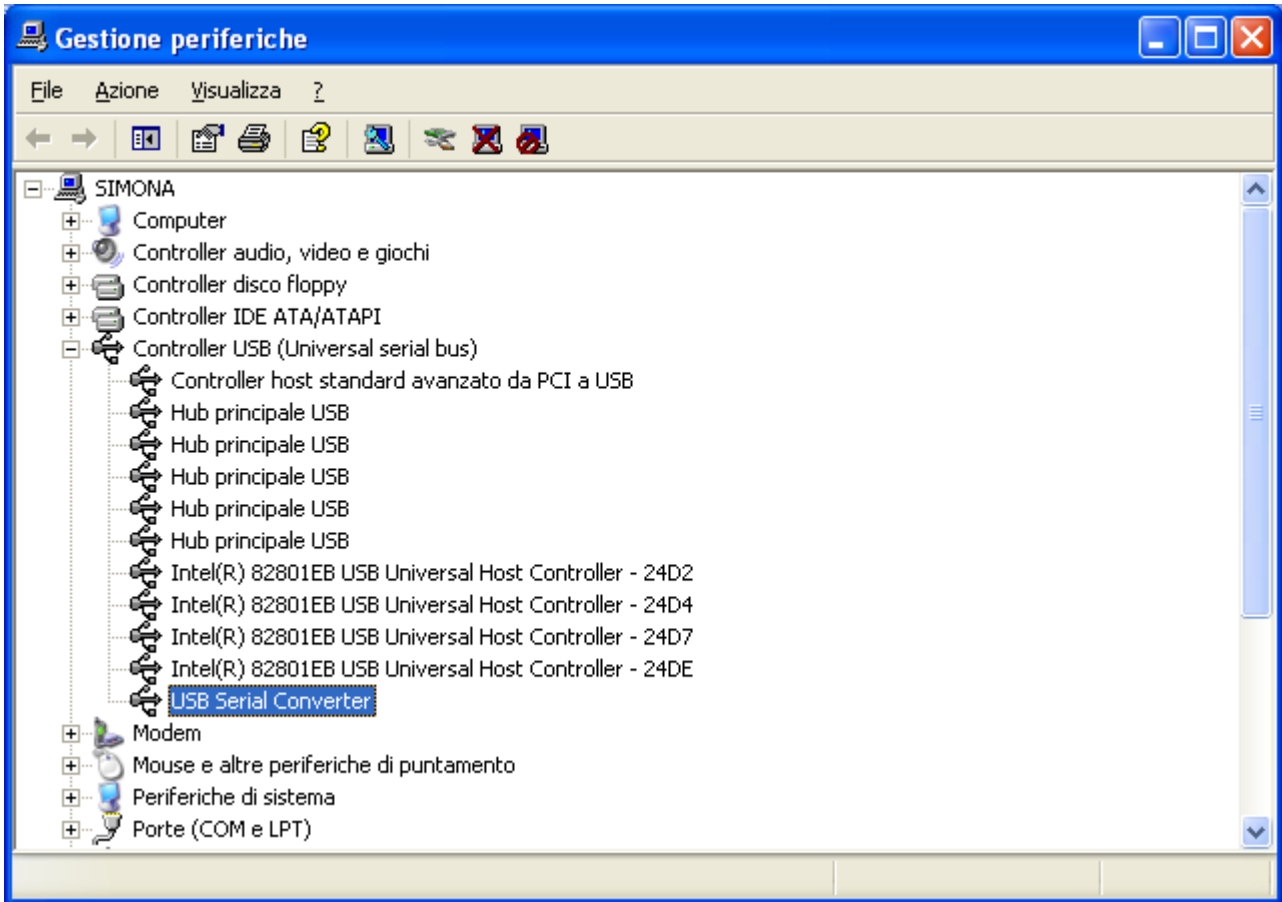 Gestione periferiche
File Azione Visualizza ?
SIMONA
Computer
Controller audio, video e giochi
Controller disco floppy
Controller IDE ATA/ATAPI
Controller USB (Universal serial bus)
Controller host standard avanzato da PCI a USB
Hub principale USB
Hub principale USB
Hub principale USB
Hub principale USB
Hub principale USB
Intel(R) 82801EB USB Universal Host Controller - 24D2
Intel(R) 82801EB USB Universal Host Controller - 24D4
Intel(R) 82801EB USB Universal Host Controller - 24D7
Intel(R) 82801EB USB Universal Host Controller - 24DE
USB Serial Converter
Modem
Mouse e altre periferiche di puntamento
Periferiche di sistema
Porte (COM e LPT)